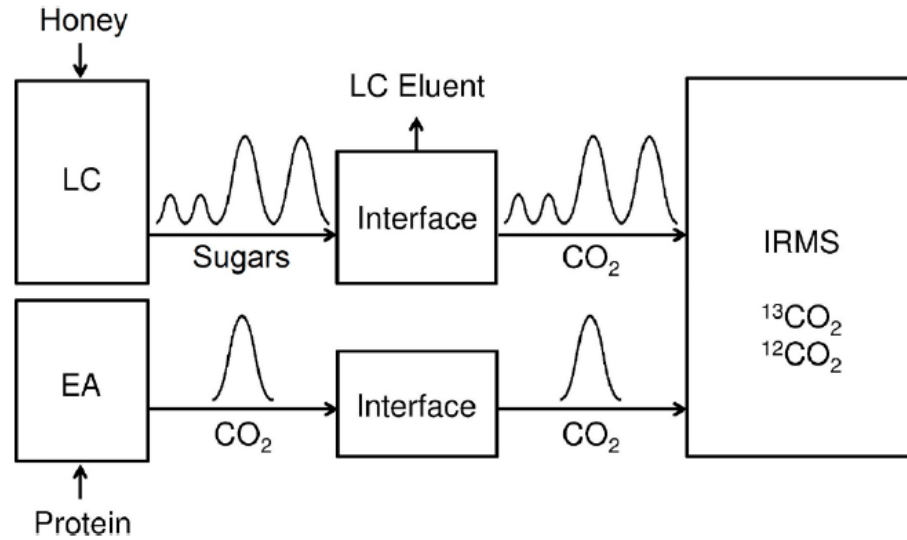 Honey
LC
Sugars
LC Eluent
Interface
CO₂
IRMS
¹³CO₂
¹²CO₂
EA
CO₂
Interface
CO₂
Protein